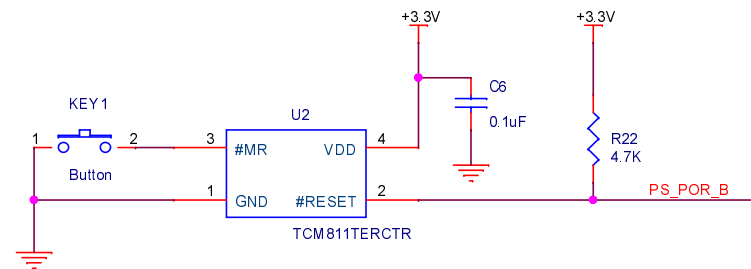 +3.3V
+3.3V
KEY1
C6
U2
0.1uF
1
2
3
#MR
VDD
4
R22
4.7K
Button
1
GND
#RESET
2
PS_POR_B
TCM811TERCTR